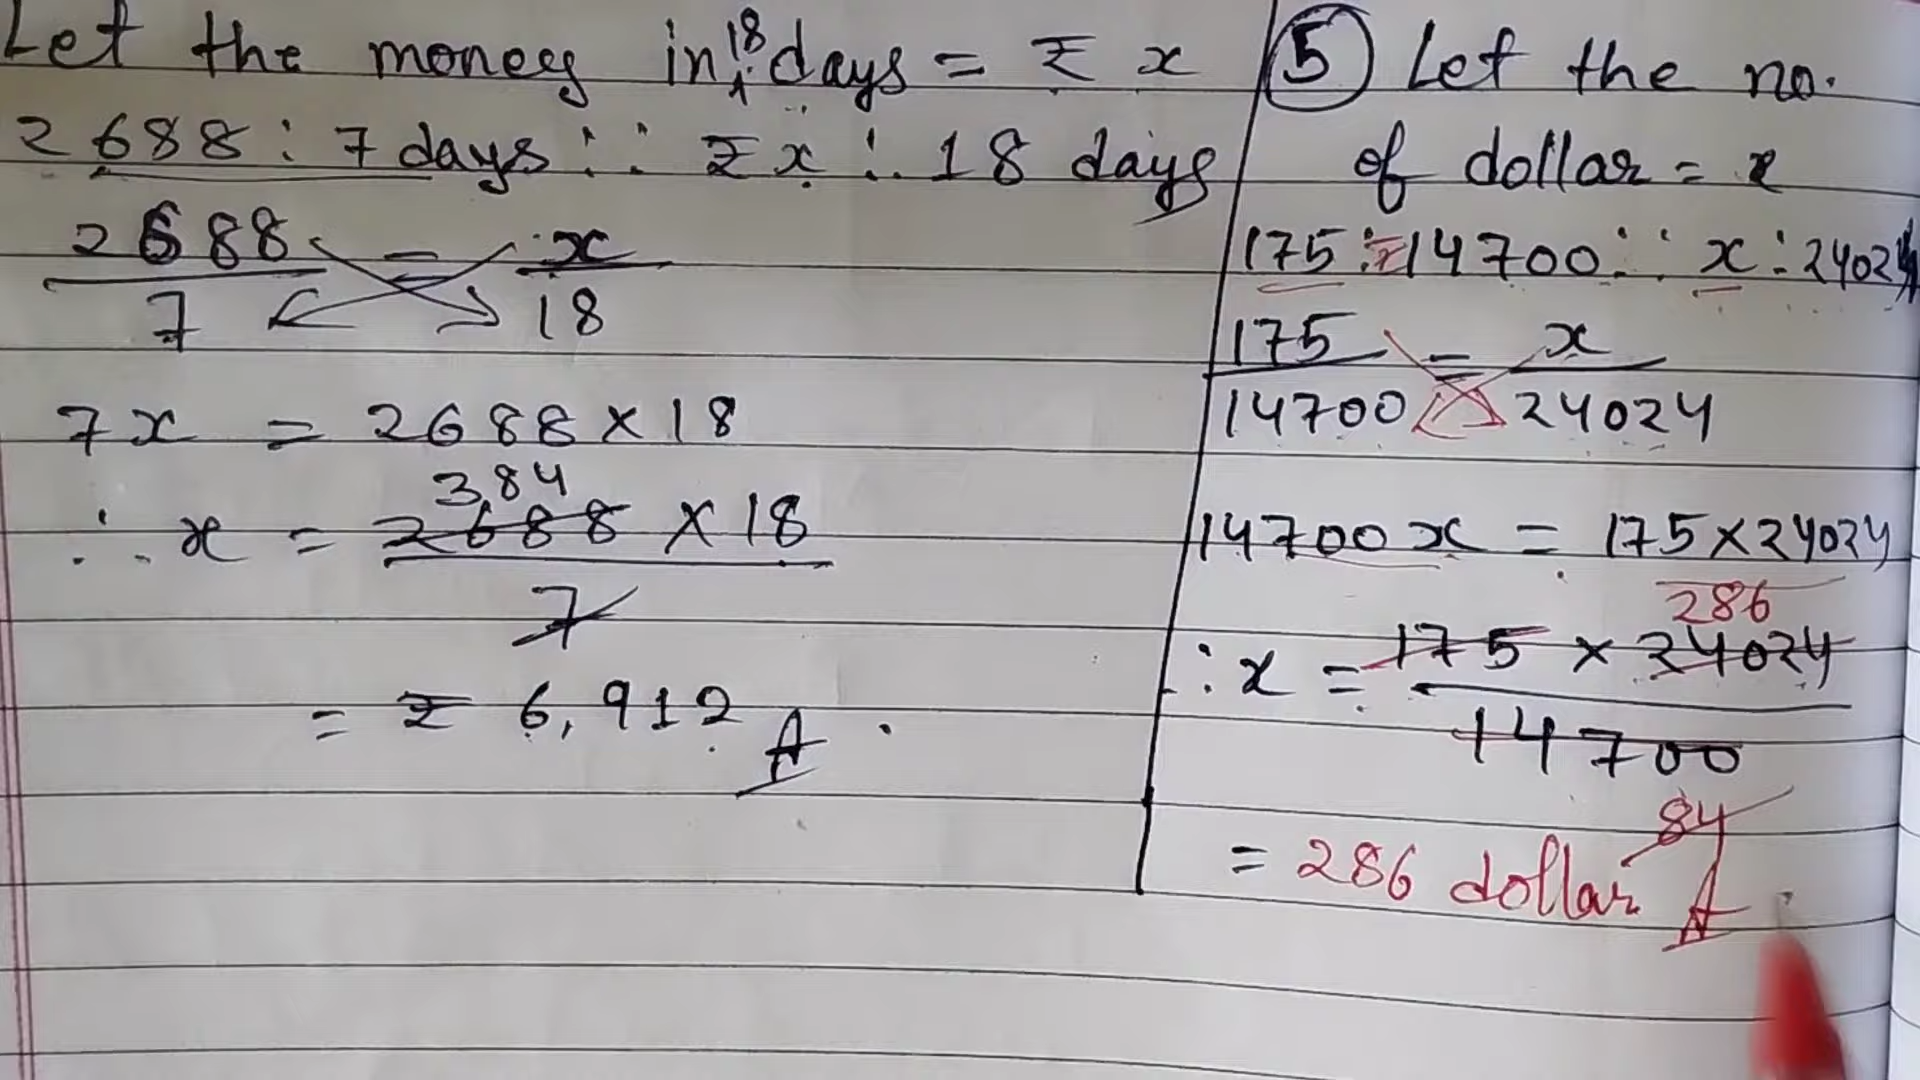 Let the money in 18 days = ₹ x
2688 : 7 days :: ₹ x : 18 days
2688 = x
7 18
7x = 2688 × 18
384
∴ x = 2688 × 18
7
= ₹ 6,912 A
5 Let the no.
of dollar = x
175 : 14700 :: x : 24024
175 = x
14700 24024
14700 x = 175 × 24024
286
∴ x = 175 × 24024
14700
84
= 286 dollar A